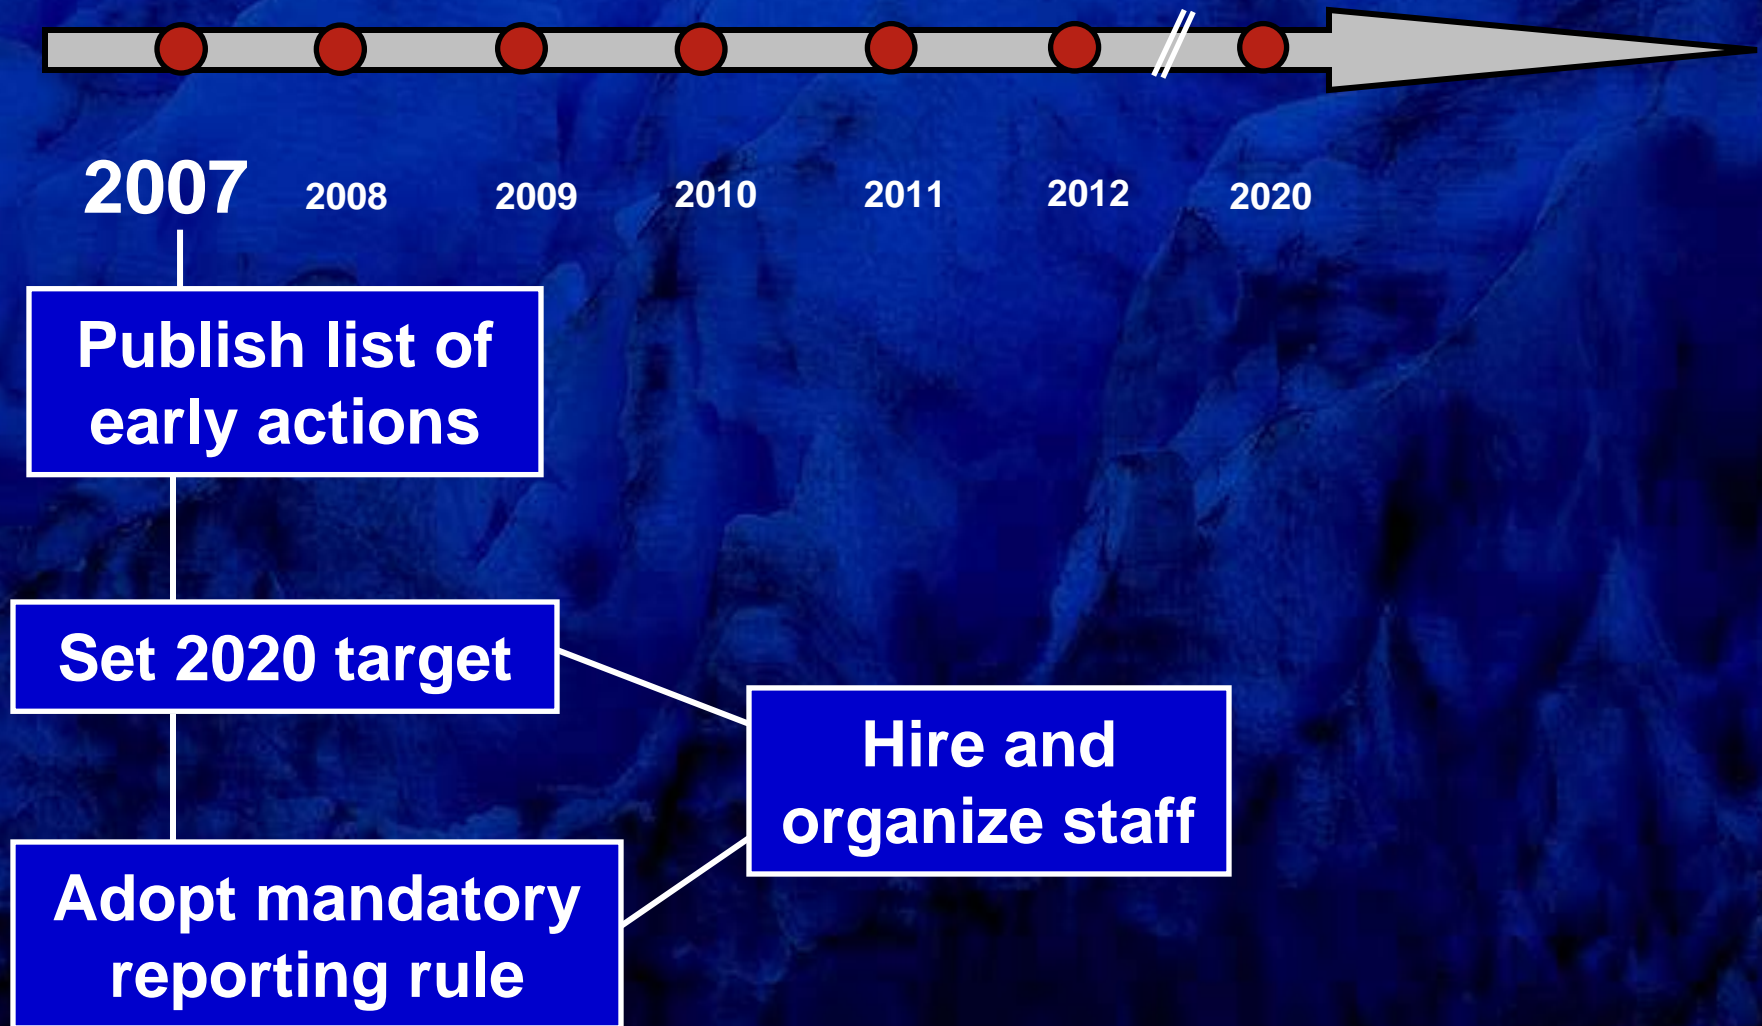 2007 2008 2009 2010 2011 2012 2020
Publish list of
early actions
Set 2020 target
Hire and
organize staff
Adopt mandatory
reporting rule